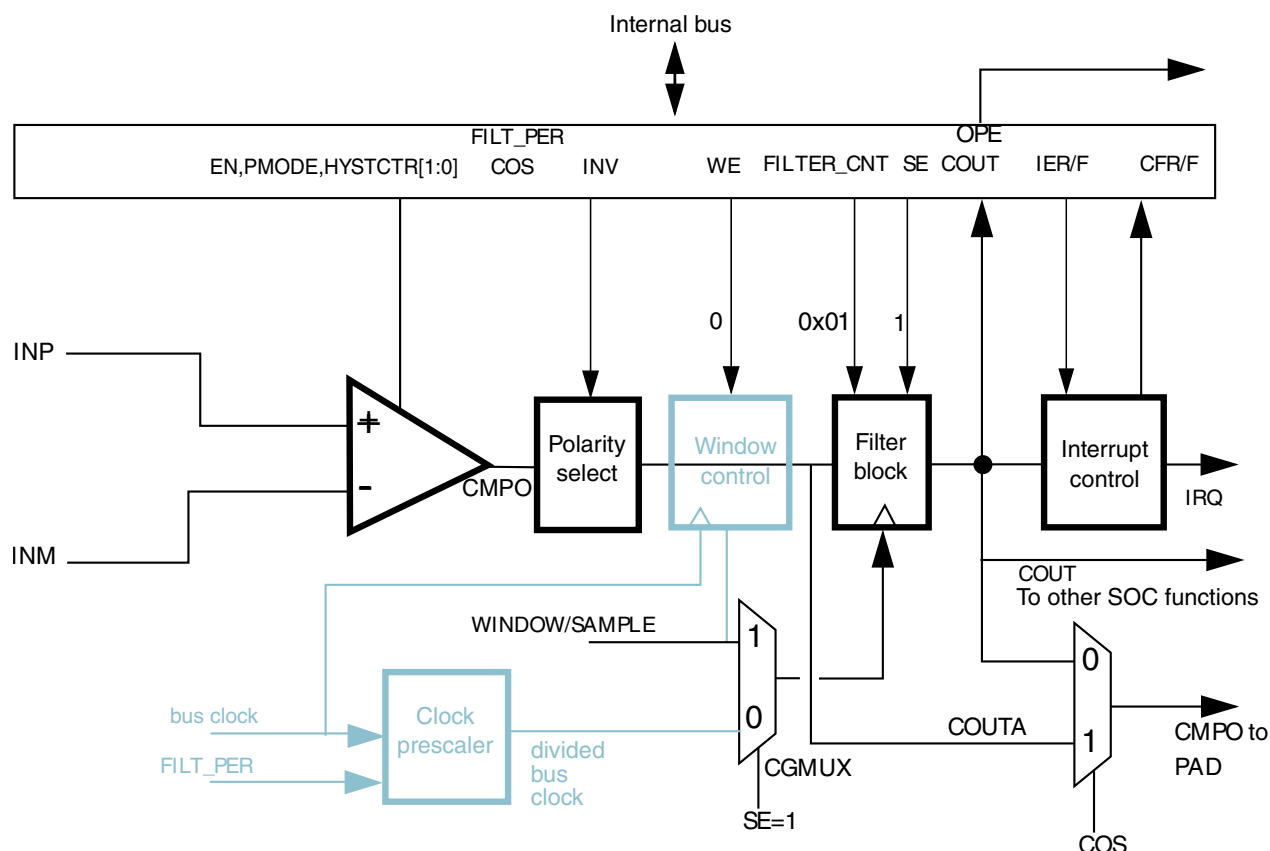 Internal bus
FILT_PER
OPE
EN,PMODE,HYSTCTR[1:0]
COS
INV
WE
FILTER_CNT
SE
COUT
IER/F
CFR/F
0
0x01
1
INP
+
-
INM
CMPO
Polarity
select
Window
control
Filter
block
Interrupt
control
IRQ
COUT
To other SOC functions
WINDOW/SAMPLE
1
0
CGMUX
SE=1
bus clock
FILT_PER
Clock
prescaler
divided
bus
clock
COUTA
0
1
CMPO to
PAD
COS